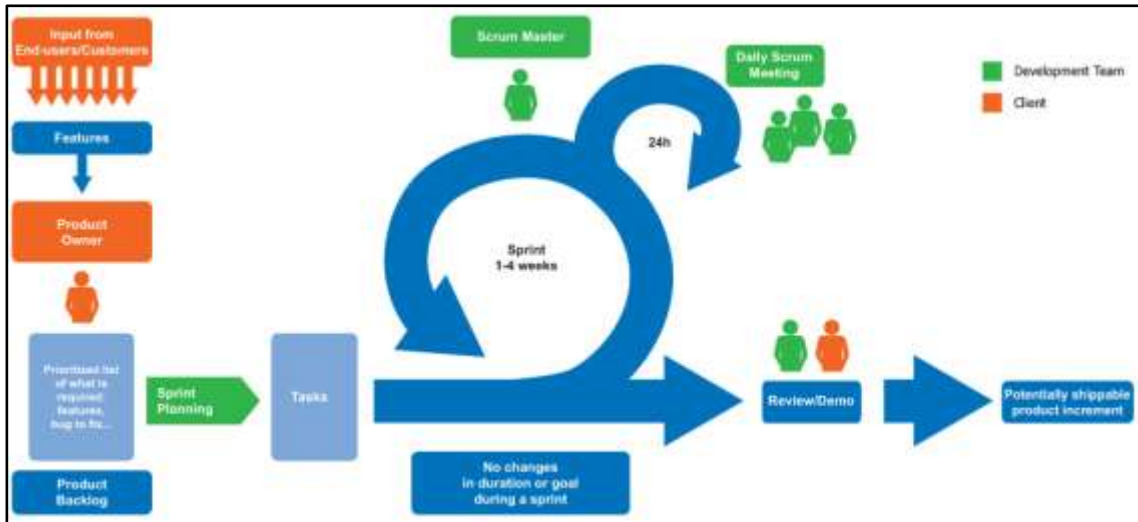 Input from
End-users/Customers
Features
Product
Owner
Prioritised list
of what is
required:
features,
bug to fix...
Product
Backlog
Sprint
Planning
Tasks
Scrum Master
Daily Scrum
Meeting
24h
Sprint
1-4 weeks
No changes
in duration or goal
during a sprint
Review/Demo
Potentially shippable
product increment
Development Team
Client